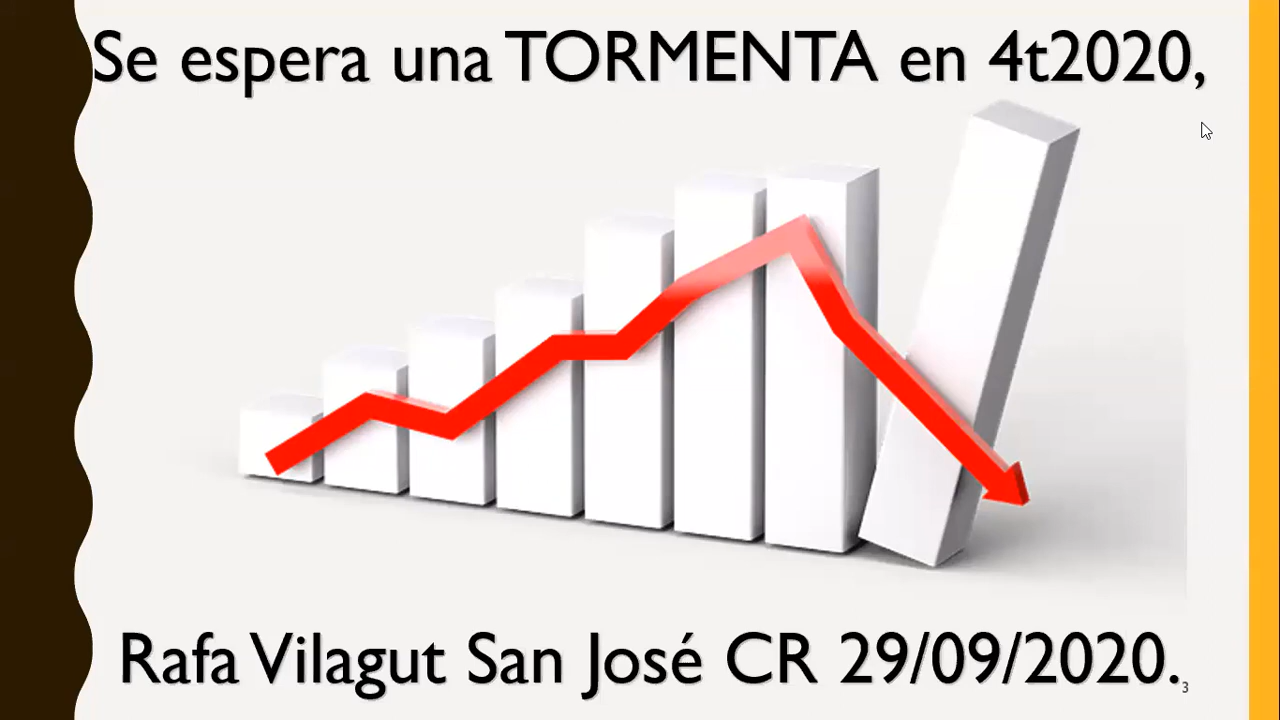 Se espera una TORMENTA en 4t2020,
Rafa Vilagut San José CR 29/09/2020.
3